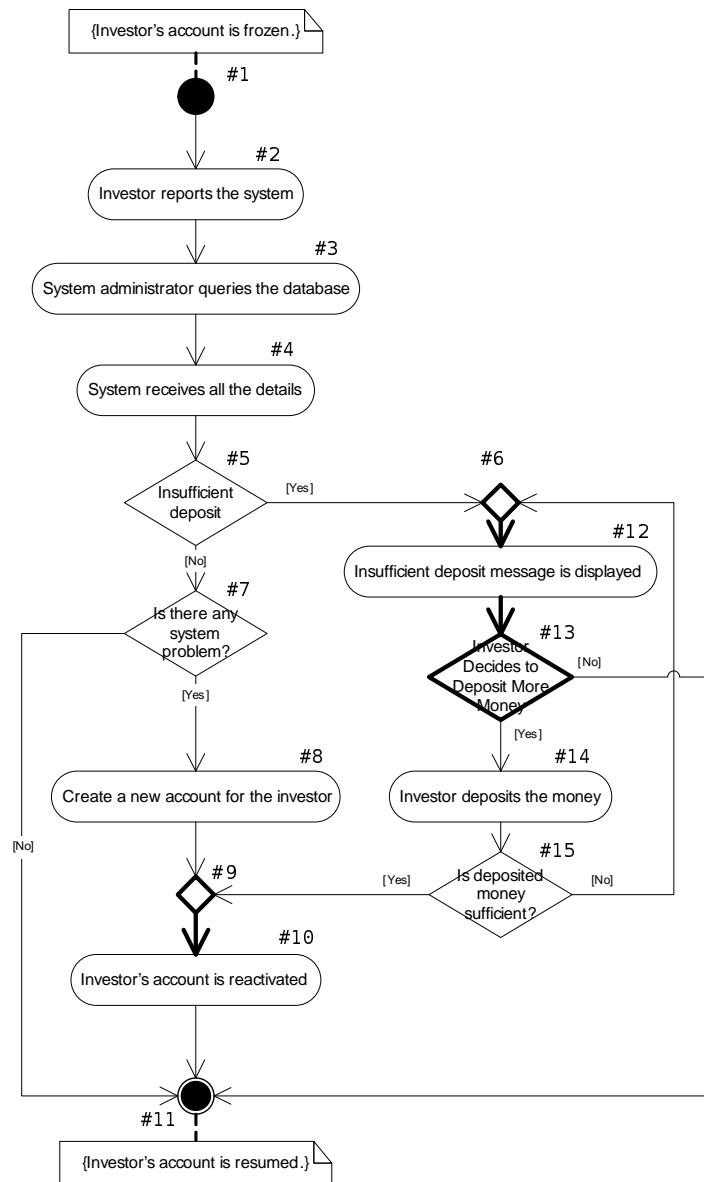 {Investor's account is frozen.}
#1
#2
Investor reports the system
#3
System administrator queries the database
#4
System receives all the details
#5
Insufficient
deposit
[Yes]
#6
[No]
#7
Is there any
system
problem?
[Yes]
[No]
#12
Insufficient deposit message is displayed
#13
Investor
Decides to
Deposit More
Money
[No]
[Yes]
#8
Create a new account for the investor
#14
Investor deposits the money
#15
Is deposited
money
sufficient?
[Yes]
[No]
#9
#10
Investor's account is reactivated
#11
{Investor's account is resumed.}